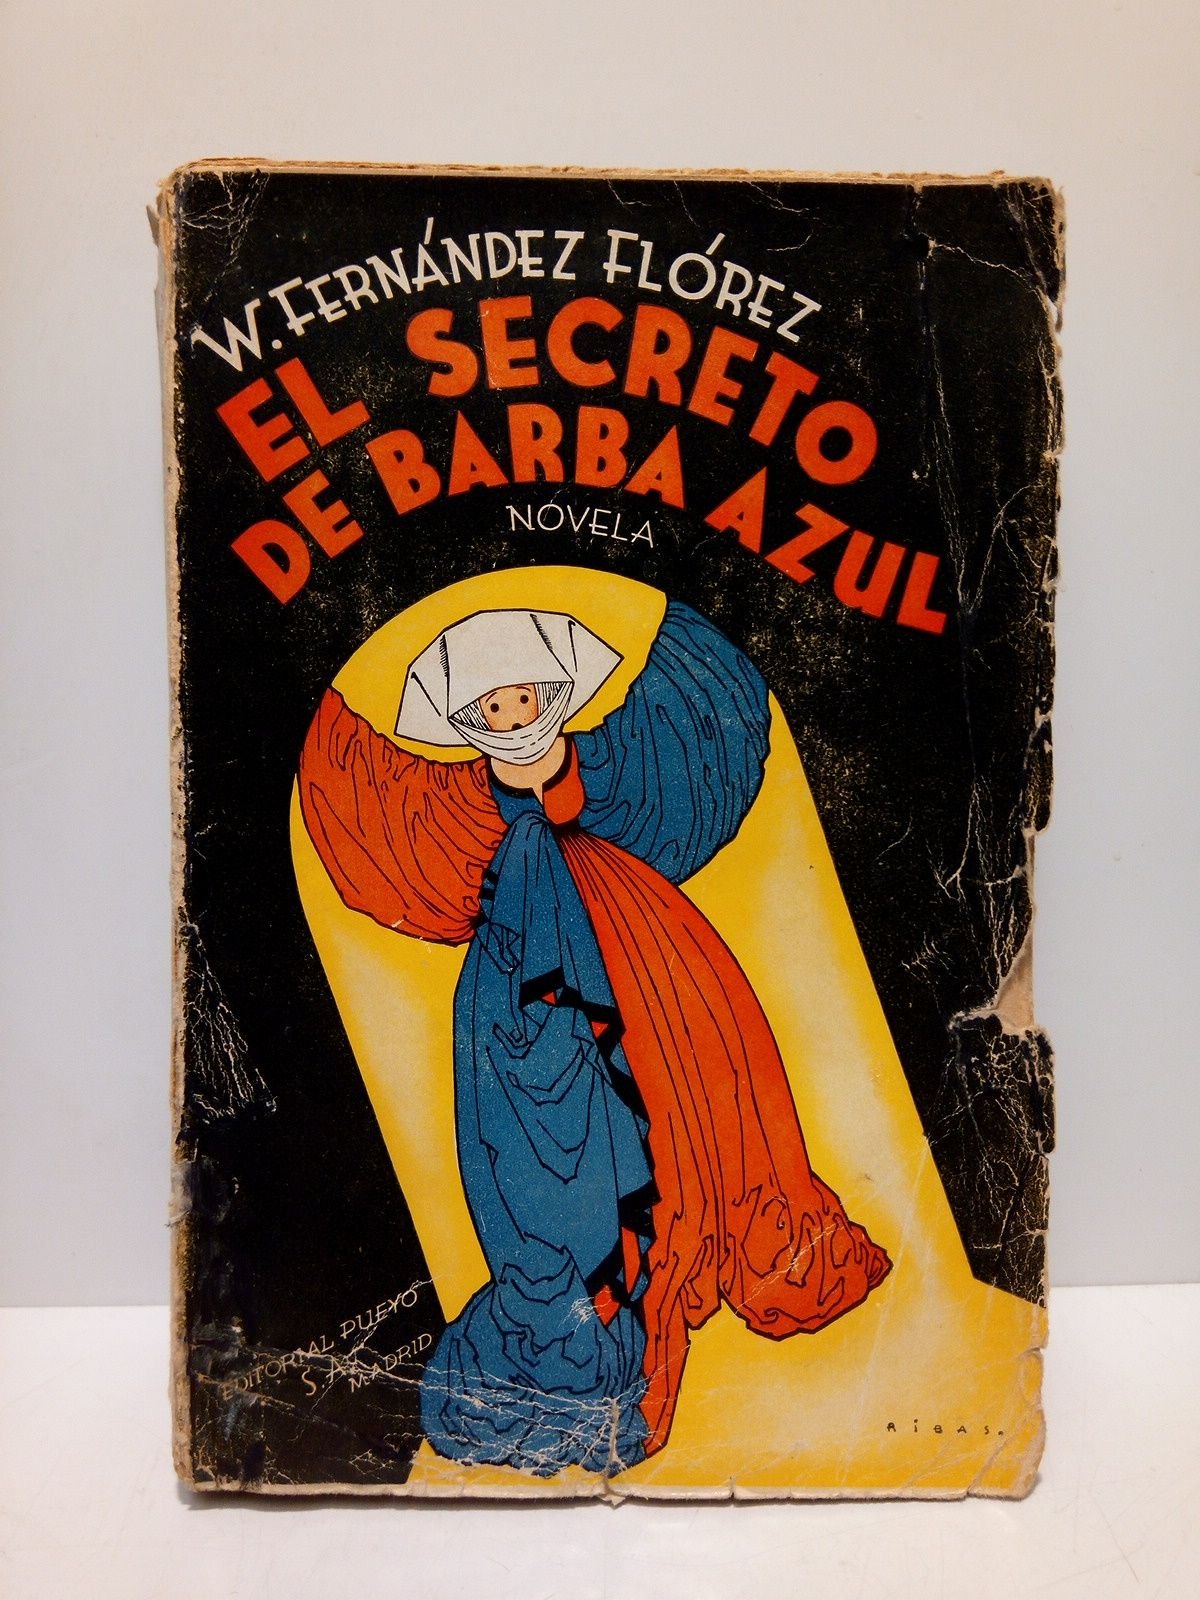 W. FERNÁNDEZ FLÓREZ
EL SECRETO
DE BARBA AZUL
NOVELA
EDITORIAL PUEYO
S. A.
MADRID
RIBAS.